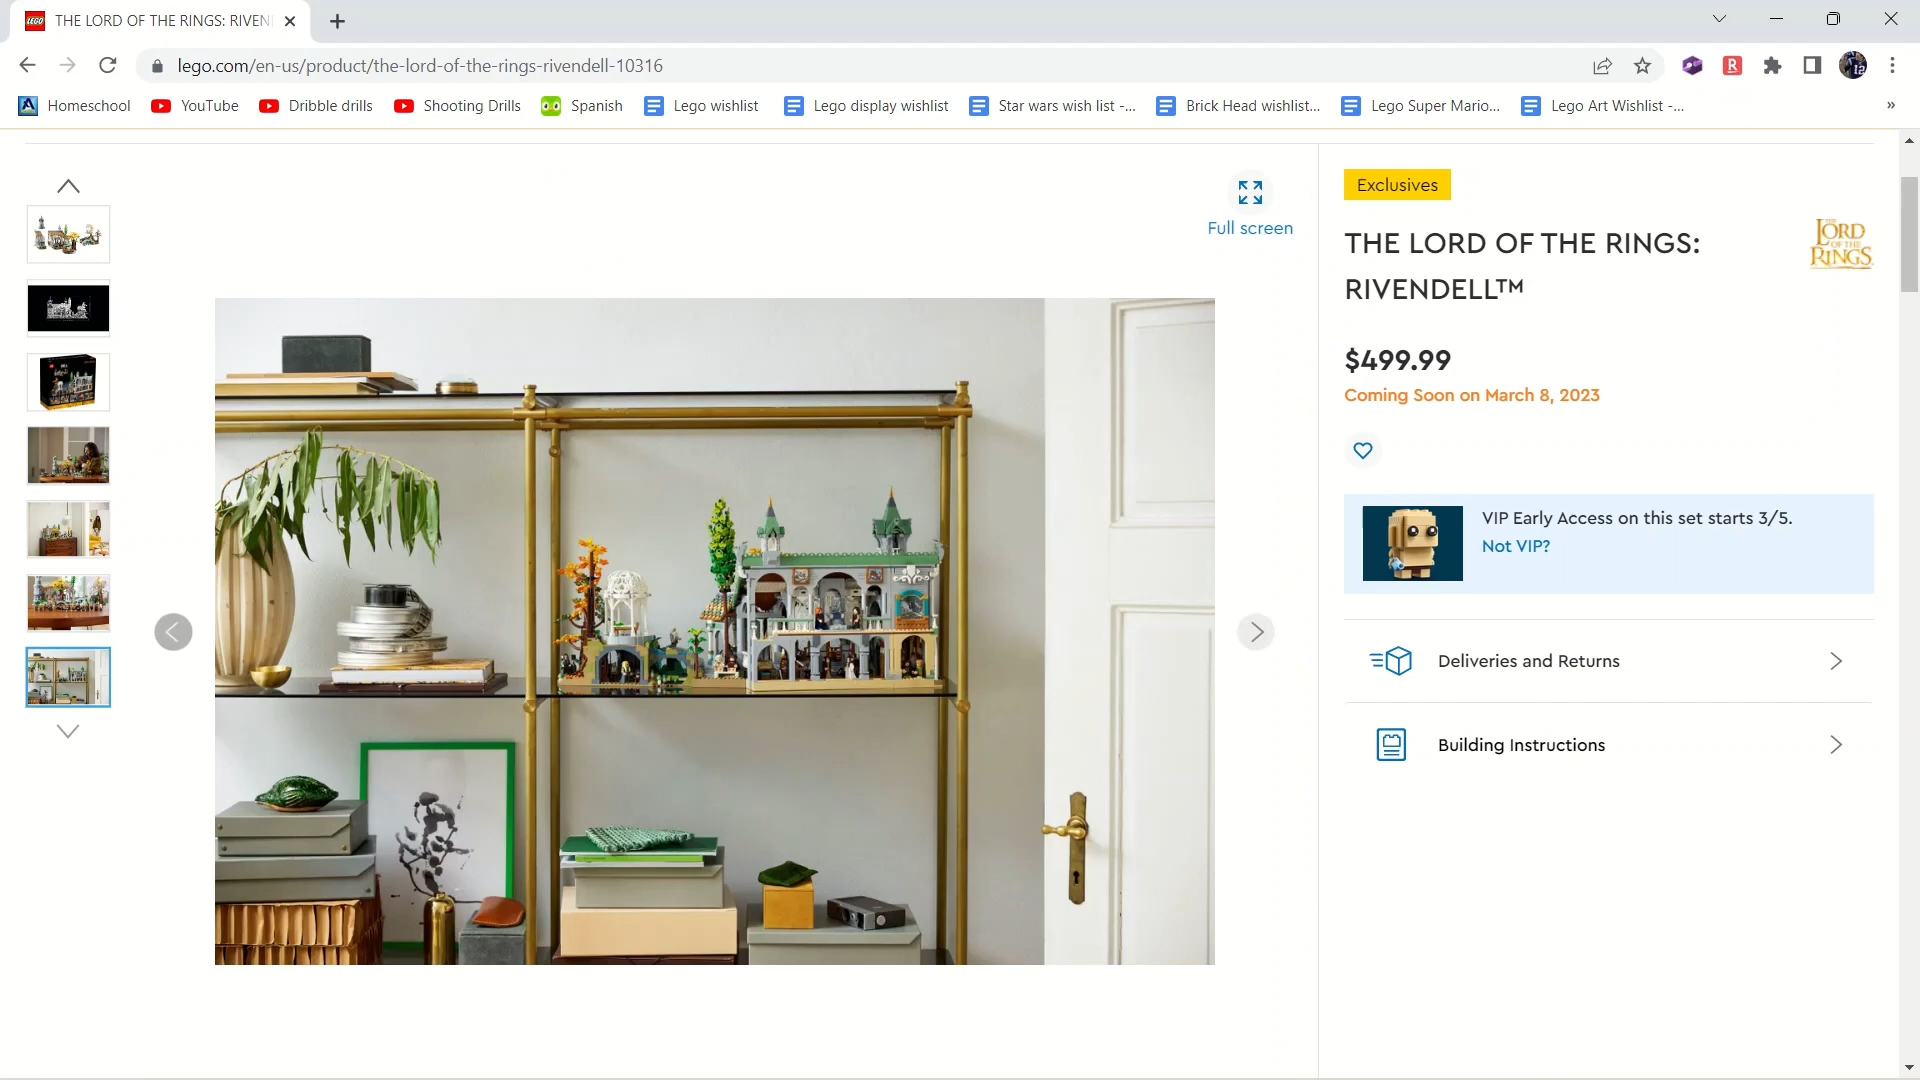 THE LORD OF THE RINGS: RIVEN
lego.com/en-us/product/the-lord-of-the-rings-rivendell-10316
Homeschool
YouTube
Dribble drills
Shooting Drills
Spanish
Lego wishlist
Lego display wishlist
Star wars wish list -...
Brick Head wishlist...
Lego Super Mario...
Lego Art Wishlist -...
»
Full screen
Exclusives
THE LORD OF THE RINGS:
RIVENDELL™
THE LORD OF THE RINGS
$499.99
Coming Soon on March 8, 2023
VIP Early Access on this set starts 3/5.
Not VIP?
Deliveries and Returns
Building Instructions